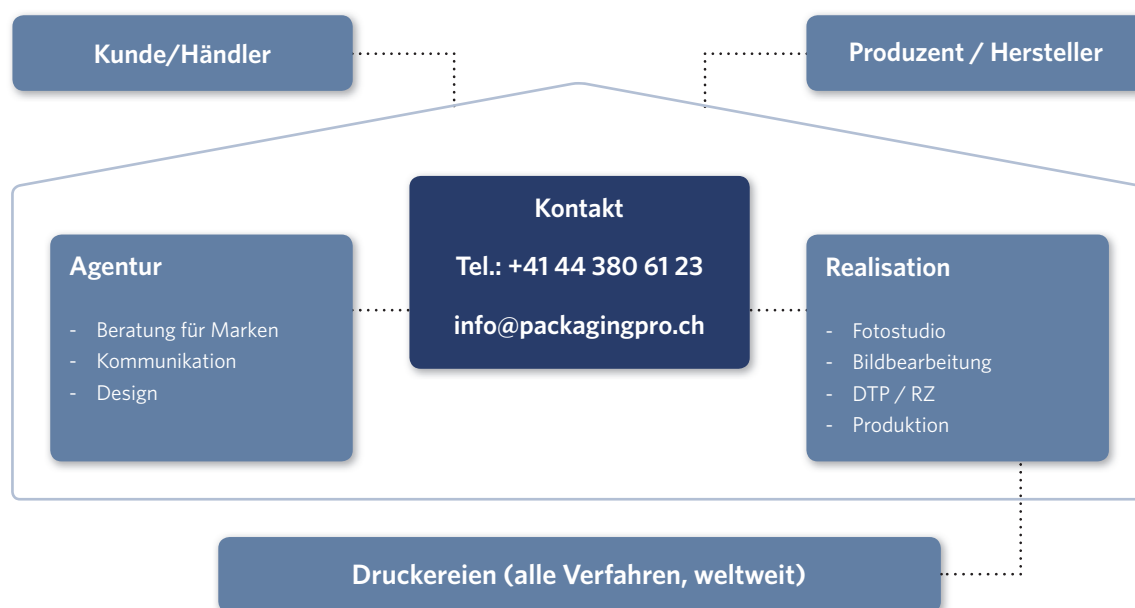 Kunde/Händler
Produzent / Hersteller
Kontakt
Tel.: +41 44 380 61 23
info@packagingpro.ch
Agentur
- Beratung für Marken
- Kommunikation
- Design
Realisation
- Fotostudio
- Bildbearbeitung
- DTP / RZ
- Produktion
Druckereien (alle Verfahren, weltweit)